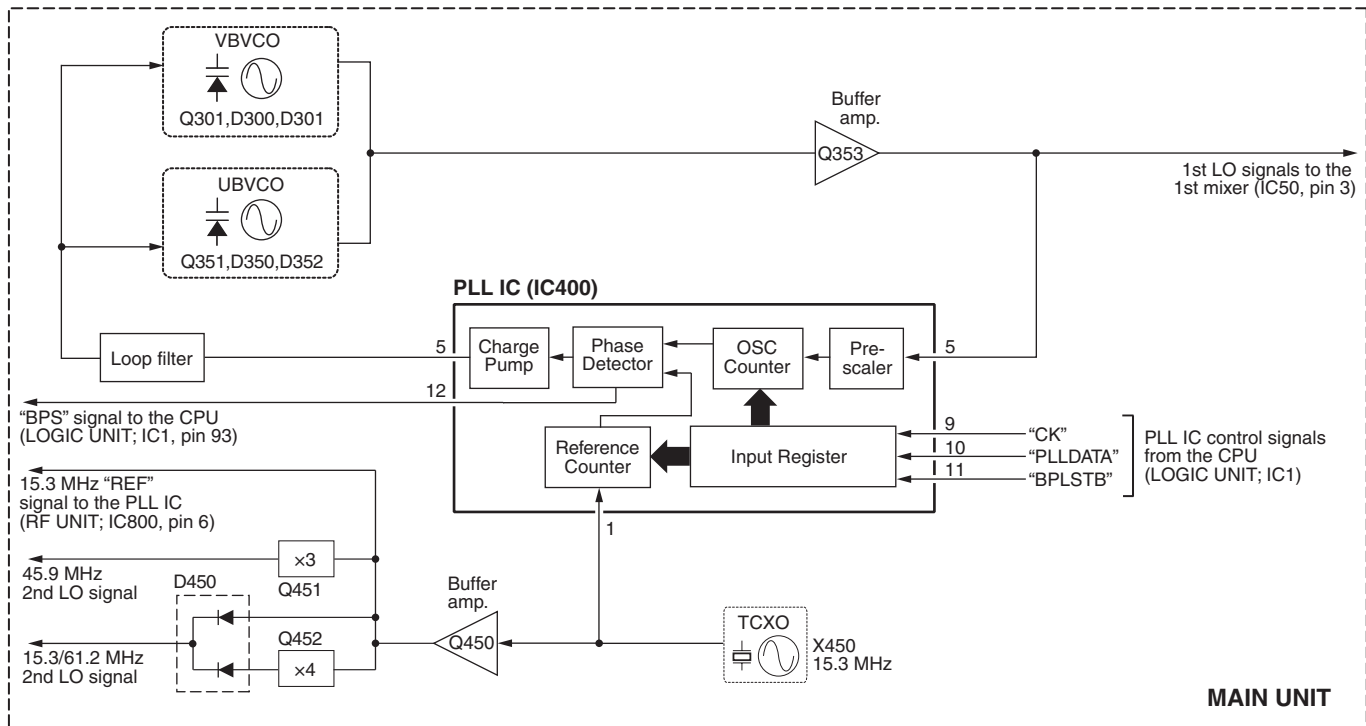 VBVCO
Q301,D300,D301
UBVCO
Q351,D350,D352
Buffer
amp.
Q353
1st LO signals to the
1st mixer (IC50, pin 3)
PLL IC (IC400)
Loop filter
5
Charge
Pump
Phase
Detector
OSC
Counter
Pre-
scaler
5
12
"BPS" signal to the CPU
(LOGIC UNIT; IC1, pin 93)
Reference
Counter
Input Register
9
"CK"
10
"PLLDATA"
11
"BPLSTB"
PLL IC control signals
from the CPU
(LOGIC UNIT; IC1)
15.3 MHz "REF"
signal to the PLL IC
(RF UNIT; IC800, pin 6)
1
×3
Q451
45.9 MHz
2nd LO signal
D450
Q452
×4
15.3/61.2 MHz
2nd LO signal
Buffer
amp.
Q450
TCXO
X450
15.3 MHz
MAIN UNIT